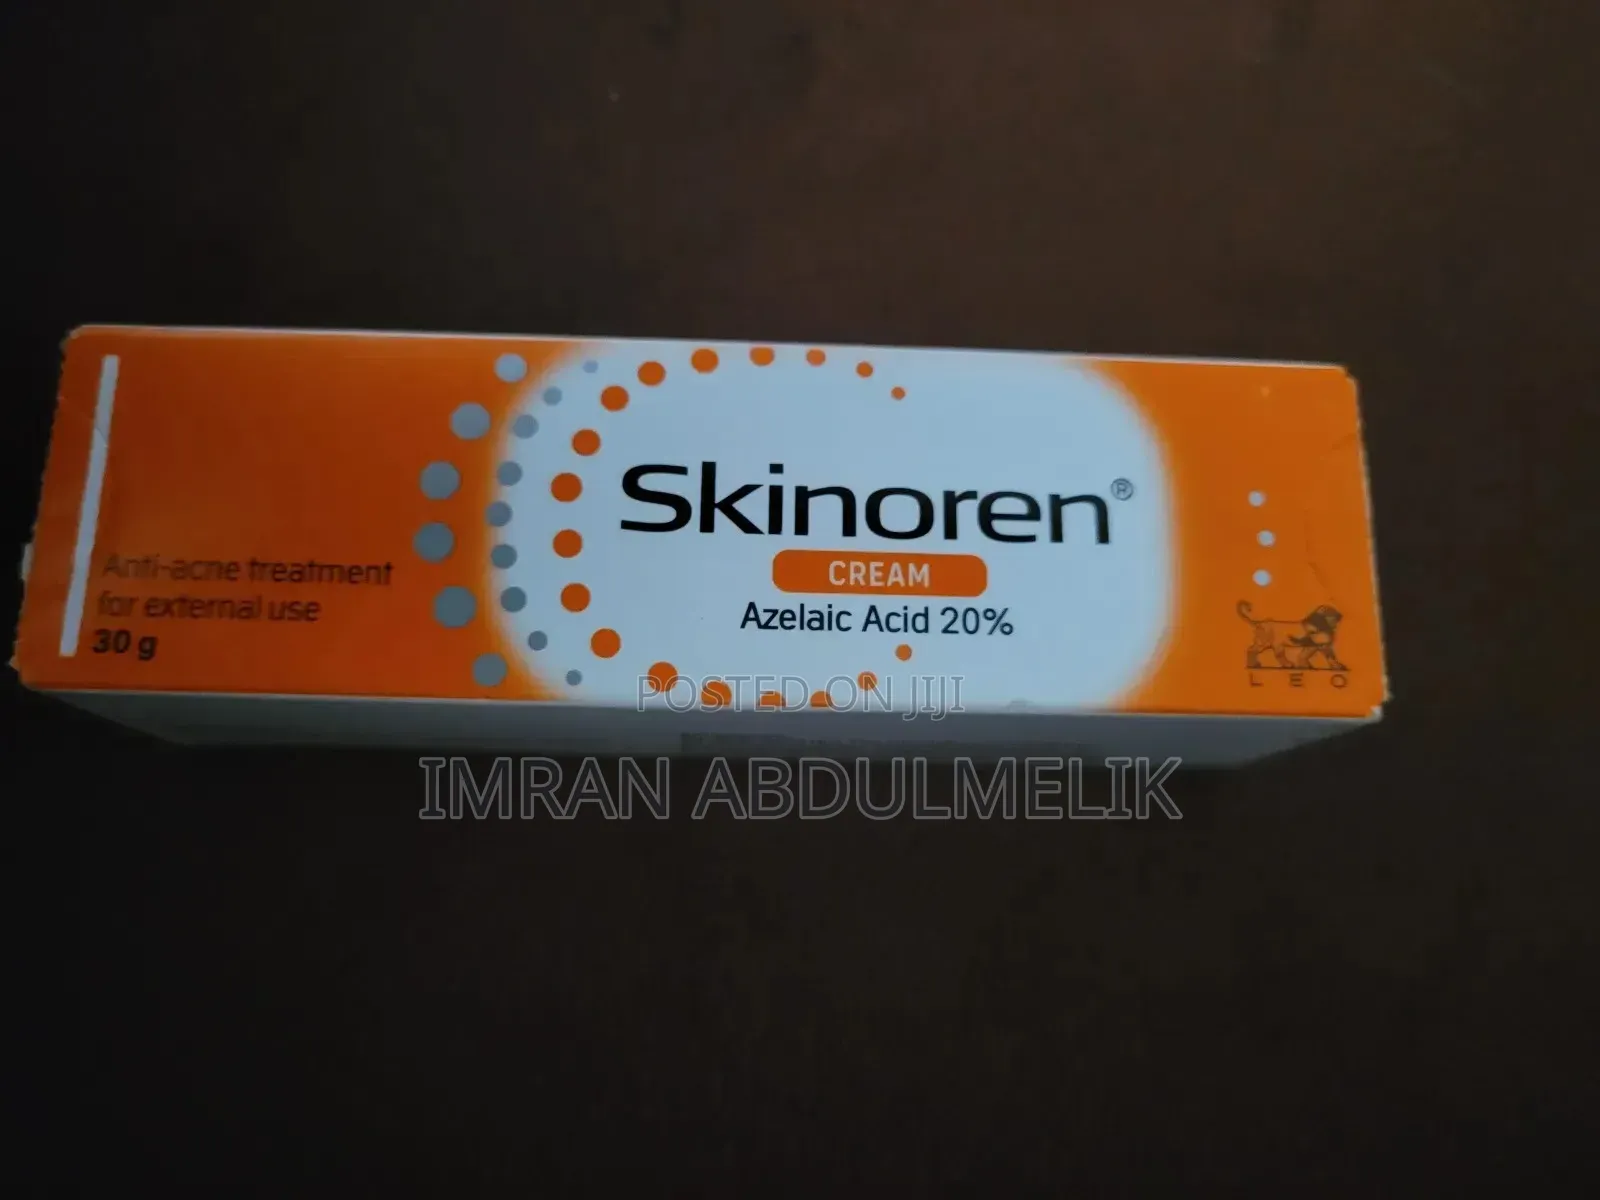 Skinoren®
CREAM
Azelaic Acid 20%
Anti-acne treatment
for external use
30 g
LEO
POSTED ON JIJI
IMRAN ABDULMELIK